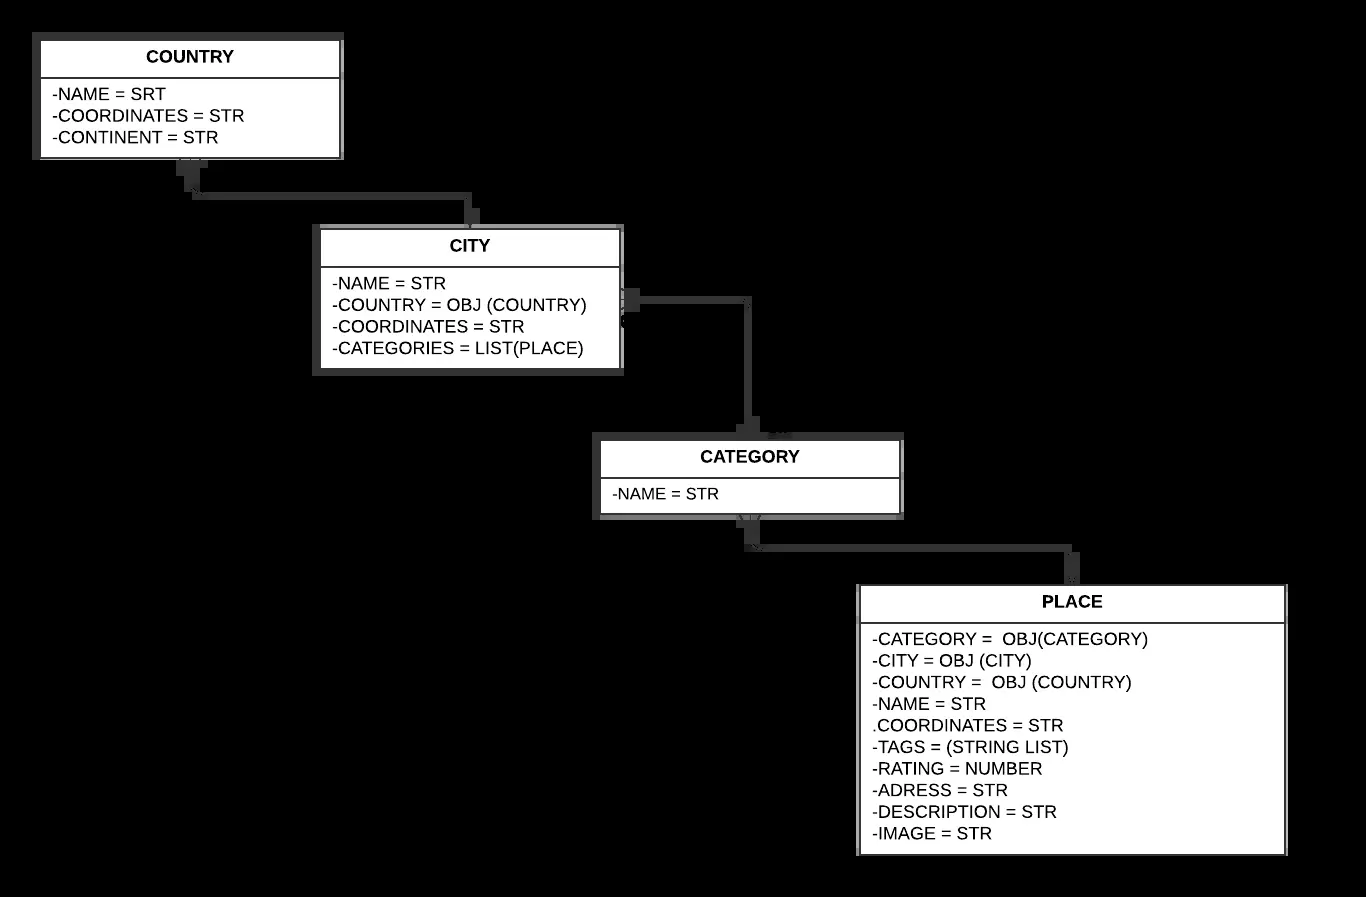 COUNTRY
-NAME = SRT
-COORDINATES = STR
-CONTINENT = STR
CITY
-NAME = STR
-COUNTRY = OBJ (COUNTRY)
-COORDINATES = STR
-CATEGORIES = LIST(PLACE)
CATEGORY
-NAME = STR
PLACE
-CATEGORY =  OBJ(CATEGORY)
-CITY = OBJ (CITY)
-COUNTRY =  OBJ (COUNTRY)
-NAME = STR
.COORDINATES = STR
-TAGS = (STRING LIST)
-RATING = NUMBER
-ADRESS = STR
-DESCRIPTION = STR
-IMAGE = STR